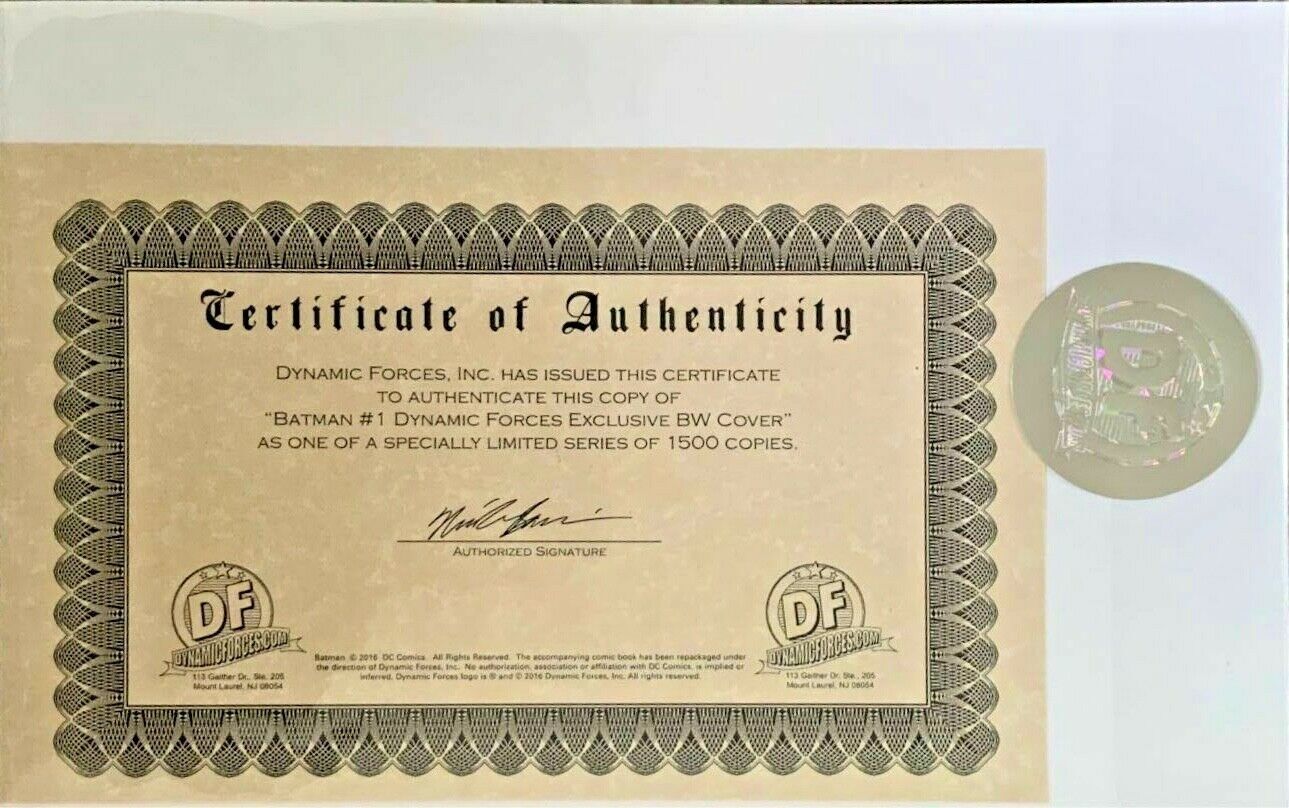 Certificate of Authenticity
DYNAMIC FORCES, INC. HAS ISSUED THIS CERTIFICATE
TO AUTHENTICATE THIS COPY OF
"BATMAN #1 DYNAMIC FORCES EXCLUSIVE BW COVER"
AS ONE OF A SPECIALLY LIMITED SERIES OF 1500 COPIES.
AUTHORIZED SIGNATURE
DF
DYNAMICFORCES.COM
113 Gaither Dr., Ste., 205
Mount Laurel, NJ 08054
Batman © 2016 DC Comics. All Rights Reserved. The accompanying comic book has been repackaged under
the direction of Dynamic Forces, Inc. No authorization, association or affiliation with DC Comics, is implied or
inferred. Dynamic Forces logo is ® and © 2016 Dynamic Forces, Inc. All rights reserved.
DF
DYNAMICFORCES.COM
113 Gaither Dr., Ste., 205
Mount Laurel, NJ 08054